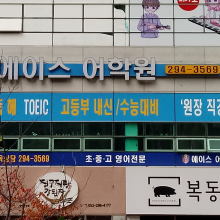 에이스 어학원 294-3569
예 TOEIC 고등부 내신/수능대비 '원장 직강
294-3569 초·중·고 영어전문 에이스 어
복동